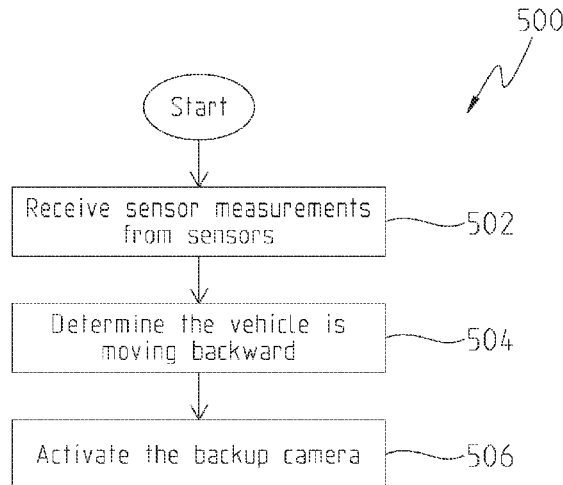 500
Start
Receive sensor measurements
from sensors
502
Determine the vehicle is
moving backward
504
Activate the backup camera
506